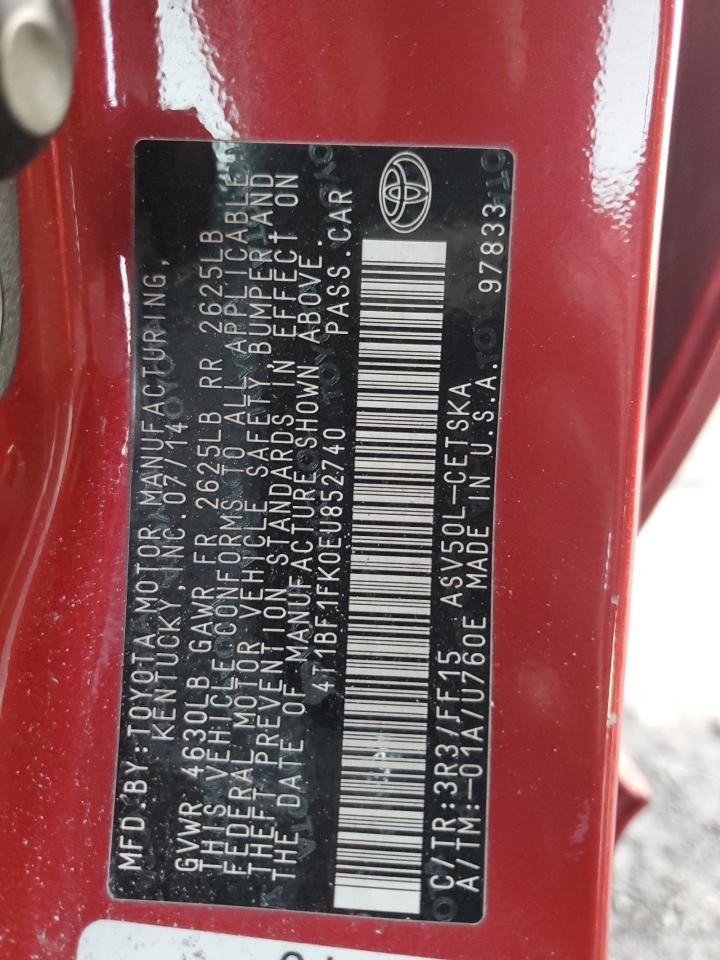 MFD.BY:TOYOTA MOTOR MANUFACTURING,
KENTUCKY, INC.07/14
GVWR 4630LB GAWR FR 2625LB RR 2625LB
THIS VEHICLE CONFORMS TO ALL APPLICABLE
FEDERAL MOTOR VEHICLE SAFETY, BUMPER AND
THEFT PREVENTION STANDARDS IN EFFECT ON
THE DATE OF MANUFACTURE SHOWN ABOVE.
4T1BF1FK0EU852740 PASS.CAR
C/TR:3R3/FF15 ASV50L-CETSKA
A/TM:-01A/U760E MADE IN U.S.A. 97833